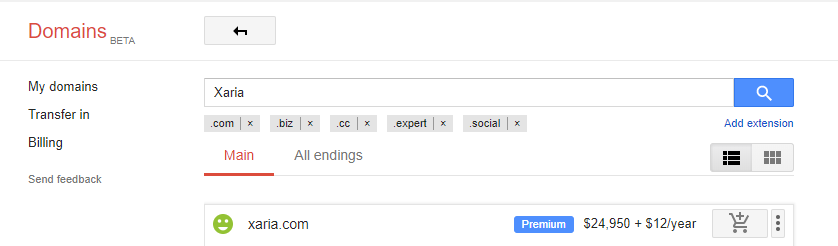 Domains BETA
My domains
Transfer in
Billing
Send feedback
Xaria
.com × .biz × .cc × .expert × .social ×
Add extension
Main All endings
xaria.com Premium $24,950 + $12/year